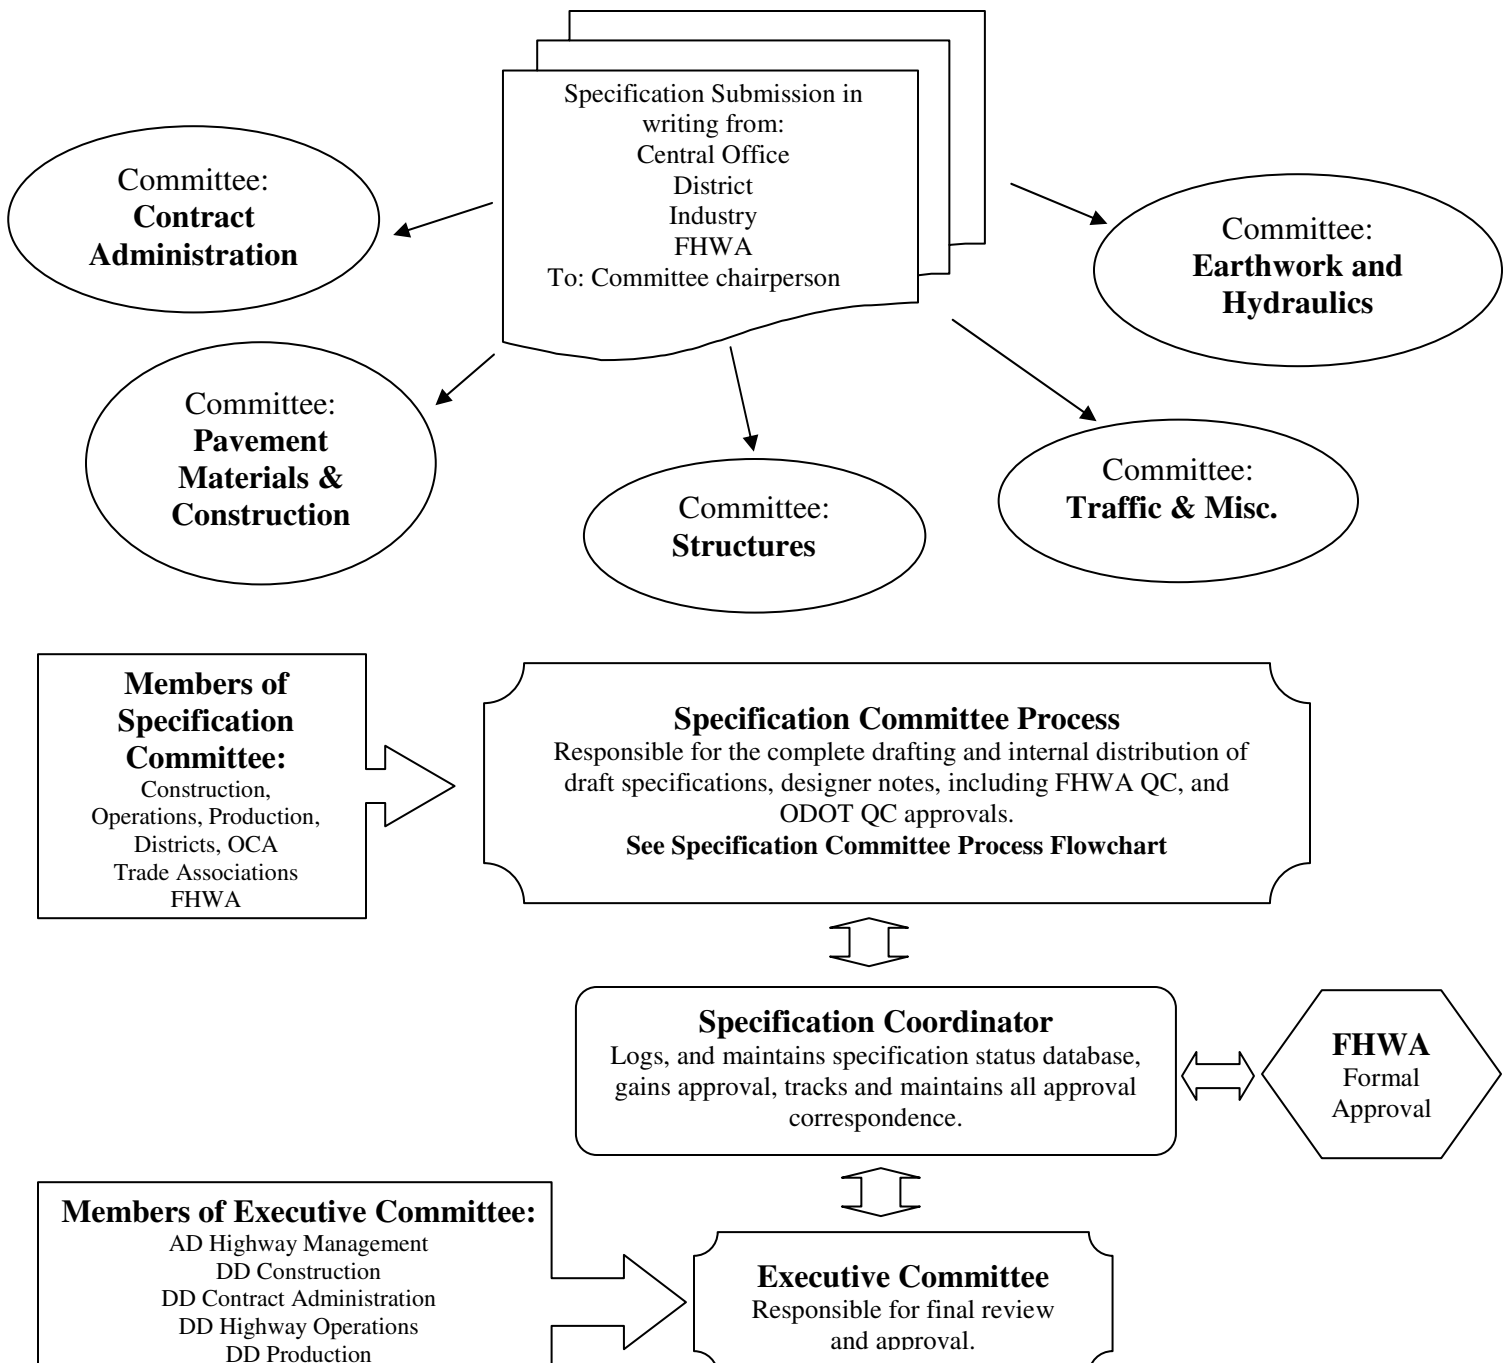 Specification Submission in
writing from:
Central Office
District
Industry
FHWA
To: Committee chairperson
Committee:
Contract
Administration
Committee:
Earthwork and
Hydraulics
Committee:
Pavement
Materials &
Construction
Committee:
Structures
Committee:
Traffic & Misc.
Members of
Specification
Committee:
Construction,
Operations, Production,
Districts, OCA
Trade Associations
FHWA
Specification Committee Process
Responsible for the complete drafting and internal distribution of
draft specifications, designer notes, including FHWA QC, and
ODOT QC approvals.
See Specification Committee Process Flowchart
Specification Coordinator
Logs, and maintains specification status database,
gains approval, tracks and maintains all approval
correspondence.
FHWA
Formal
Approval
Members of Executive Committee:
AD Highway Management
DD Construction
DD Contract Administration
DD Highway Operations
DD Production
Executive Committee
Responsible for final review
and approval.